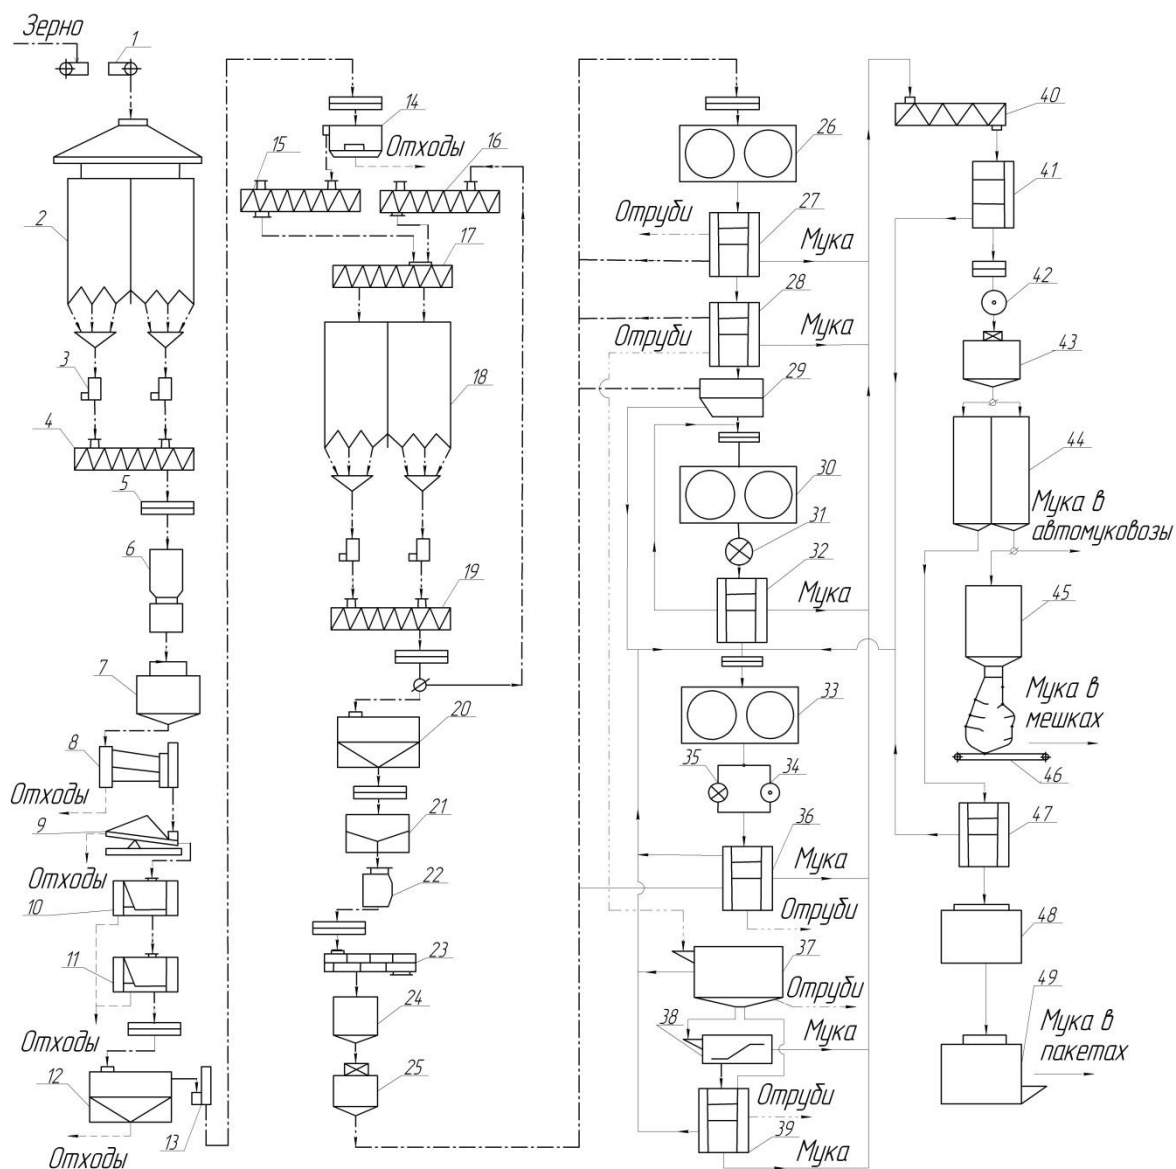 Зерно
1
2
3
4
5
6
7
8
Отходы
9
Отходы
10
11
Отходы
12
13
Отходы
14
Отходы
15
16
17
18
19
20
21
22
23
24
25
26
Отруби
27
Мука
28
Отруби
Мука
29
30
31
32
Мука
33
35
34
36
Мука
Отруби
37
Отруби
38
Мука
Отруби
39
Мука
40
41
42
43
44
Мука в
автомуковозы
45
Мука в
мешках
46
47
48
49
Мука в
пакетах